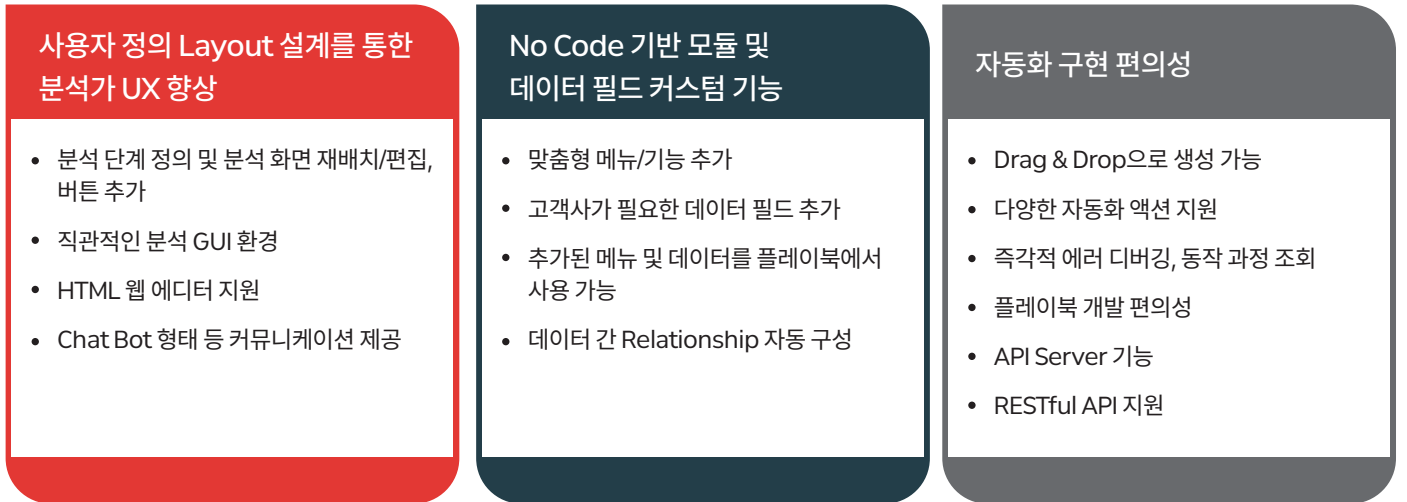 사용자 정의 Layout 설계를 통한
분석가 UX 향상
• 분석 단계 정의 및 분석 화면 재배치/편집,
버튼 추가
• 직관적인 분석 GUI 환경
• HTML 웹 에디터 지원
• Chat Bot 형태 등 커뮤니케이션 제공
No Code 기반 모듈 및
데이터 필드 커스텀 기능
• 맞춤형 메뉴/기능 추가
• 고객사가 필요한 데이터 필드 추가
• 추가된 메뉴 및 데이터를 플레이북에서
사용 가능
• 데이터 간 Relationship 자동 구성
자동화 구현 편의성
• Drag & Drop으로 생성 가능
• 다양한 자동화 액션 지원
• 즉각적 에러 디버깅, 동작 과정 조회
• 플레이북 개발 편의성
• API Server 기능
• RESTful API 지원